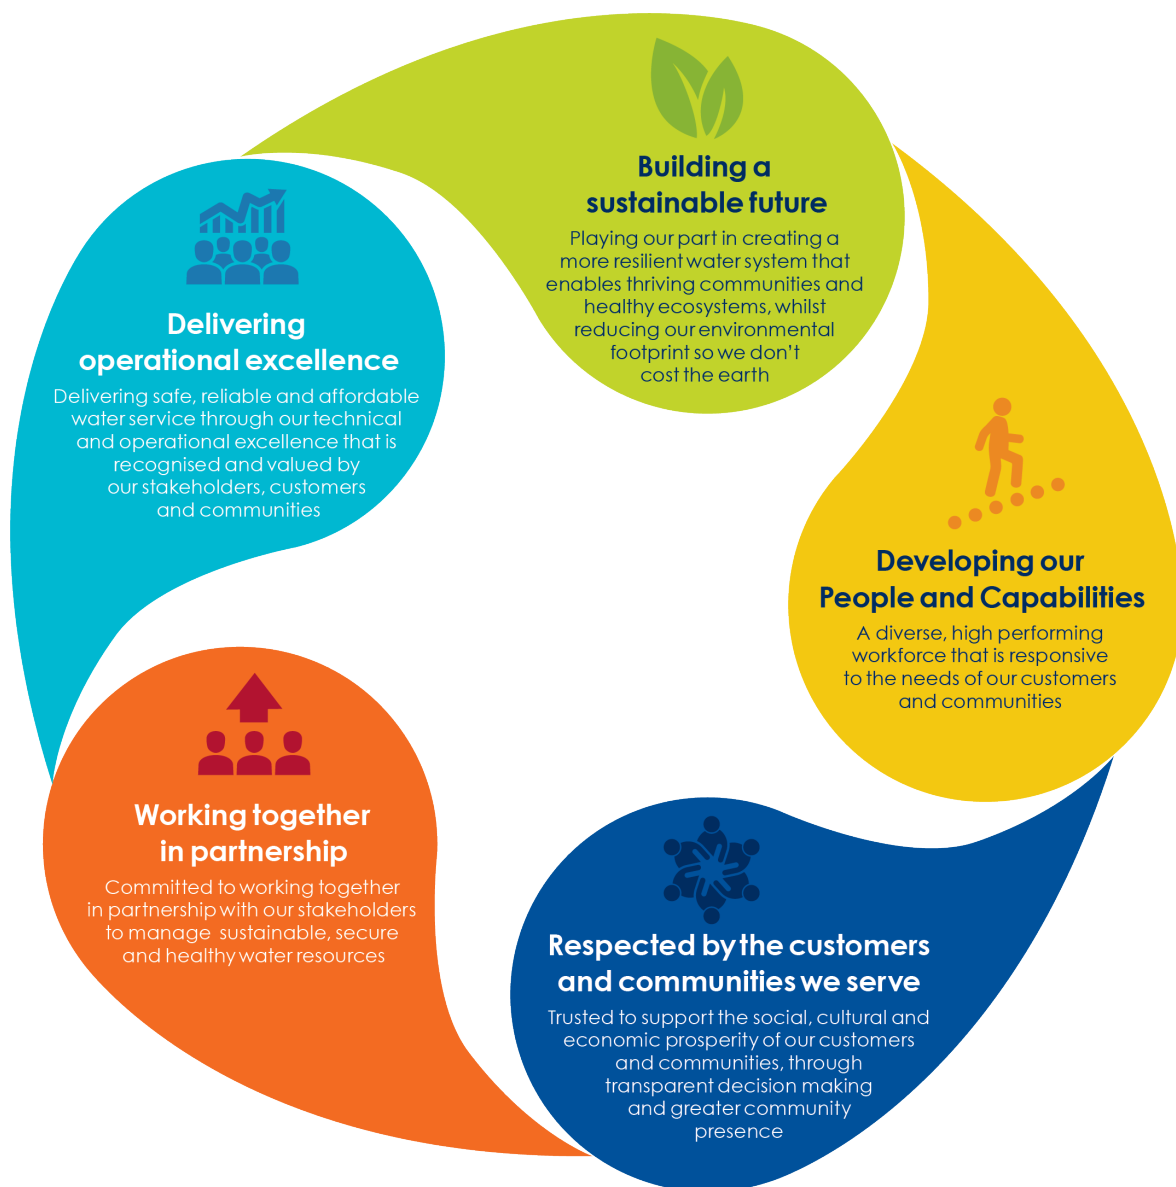 Building a
sustainable future
Playing our part in creating a
more resilient water system that
enables thriving communities and
healthy ecosystems, whilst
reducing our environmental
footprint so we don't
cost the earth
Delivering
operational excellence
Delivering safe, reliable and affordable
water service through our technical
and operational excellence that is
recognised and valued by
our stakeholders, customers
and communities
Developing our
People and Capabilities
A diverse, high performing
workforce that is responsive
to the needs of our customers
and communities
Working together
in partnership
Committed to working together
in partnership with our stakeholders
to manage sustainable, secure
and healthy water resources
Respected by the customers
and communities we serve
Trusted to support the social, cultural and
economic prosperity of our customers
and communities, through
transparent decision making
and greater community
presence